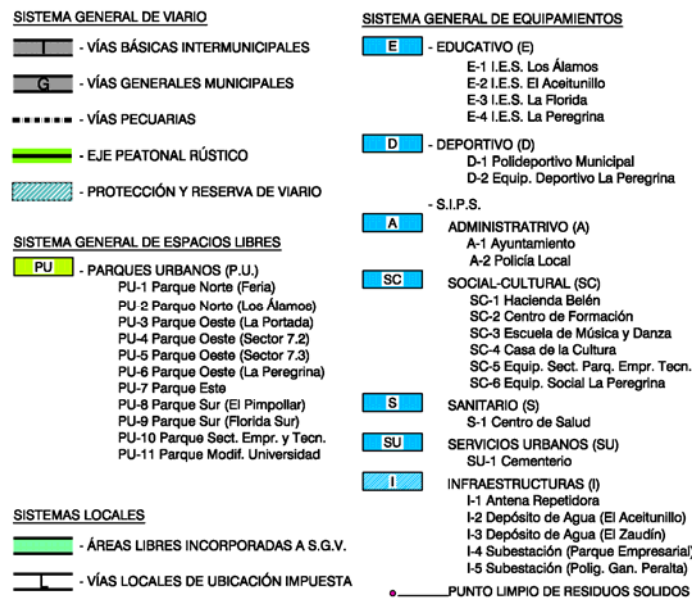 SISTEMA GENERAL DE VIARIO
I - VÍAS BÁSICAS INTERMUNICIPALES
G - VÍAS GENERALES MUNICIPALES
- VÍAS PECUARIAS
- EJE PEATONAL RÚSTICO
- PROTECCIÓN Y RESERVA DE VIARIO
SISTEMA GENERAL DE ESPACIOS LIBRES
PU - PARQUES URBANOS (P.U.)
PU-1 Parque Norte (Feria)
PU-2 Parque Norte (Los Álamos)
PU-3 Parque Oeste (La Portada)
PU-4 Parque Oeste (Sector 7.2)
PU-5 Parque Oeste (Sector 7.3)
PU-6 Parque Oeste (La Peregrina)
PU-7 Parque Este
PU-8 Parque Sur (El Pimpollar)
PU-9 Parque Sur (Florida Sur)
PU-10 Parque Sect. Empr. y Tecn.
PU-11 Parque Modif. Universidad
SISTEMAS LOCALES
- ÁREAS LIBRES INCORPORADAS A S.G.V.
L - VÍAS LOCALES DE UBICACIÓN IMPUESTA
SISTEMA GENERAL DE EQUIPAMIENTOS
E - EDUCATIVO (E)
E-1 I.E.S. Los Álamos
E-2 I.E.S. El Aceitunillo
E-3 I.E.S. La Florida
E-4 I.E.S. La Peregrina
D - DEPORTIVO (D)
D-1 Polideportivo Municipal
D-2 Equip. Deportivo La Peregrina
- S.I.P.S.
A ADMINISTRATRIVO (A)
A-1 Ayuntamiento
A-2 Policía Local
SC SOCIAL-CULTURAL (SC)
SC-1 Hacienda Belén
SC-2 Centro de Formación
SC-3 Escuela de Música y Danza
SC-4 Casa de la Cultura
SC-5 Equip. Sect. Parq. Empr. Tecn.
SC-6 Equip. Social La Peregrina
S SANITARIO (S)
S-1 Centro de Salud
SU SERVICIOS URBANOS (SU)
SU-1 Cementerio
I INFRAESTRUCTURAS (I)
I-1 Antena Repetidora
I-2 Depósito de Agua (El Aceitunillo)
I-3 Depósito de Agua (El Zaudín)
I-4 Subestación (Parque Empresarial)
I-5 Subestación (Polig. Gan. Peralta)
PUNTO LIMPIO DE RESIDUOS SOLIDOS